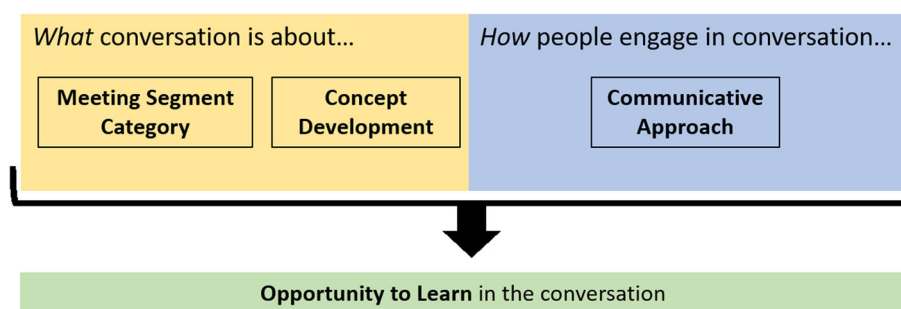 What conversation is about…
How people engage in conversation…
Meeting Segment
Category
Concept
Development
Communicative
Approach
Opportunity to Learn in the conversation